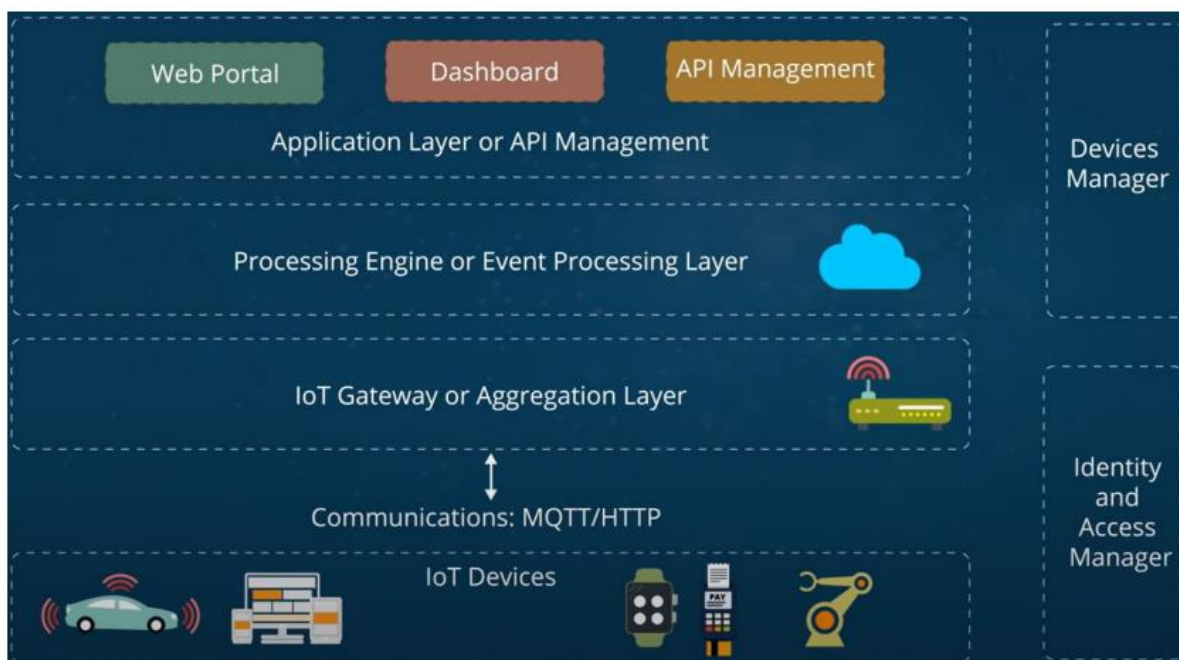 Web Portal
Dashboard
API Management
Application Layer or API Management
Devices
Manager
Processing Engine or Event Processing Layer
IoT Gateway or Aggregation Layer
Communications: MQTT/HTTP
Identity
and
Access
Manager
IoT Devices
PAY